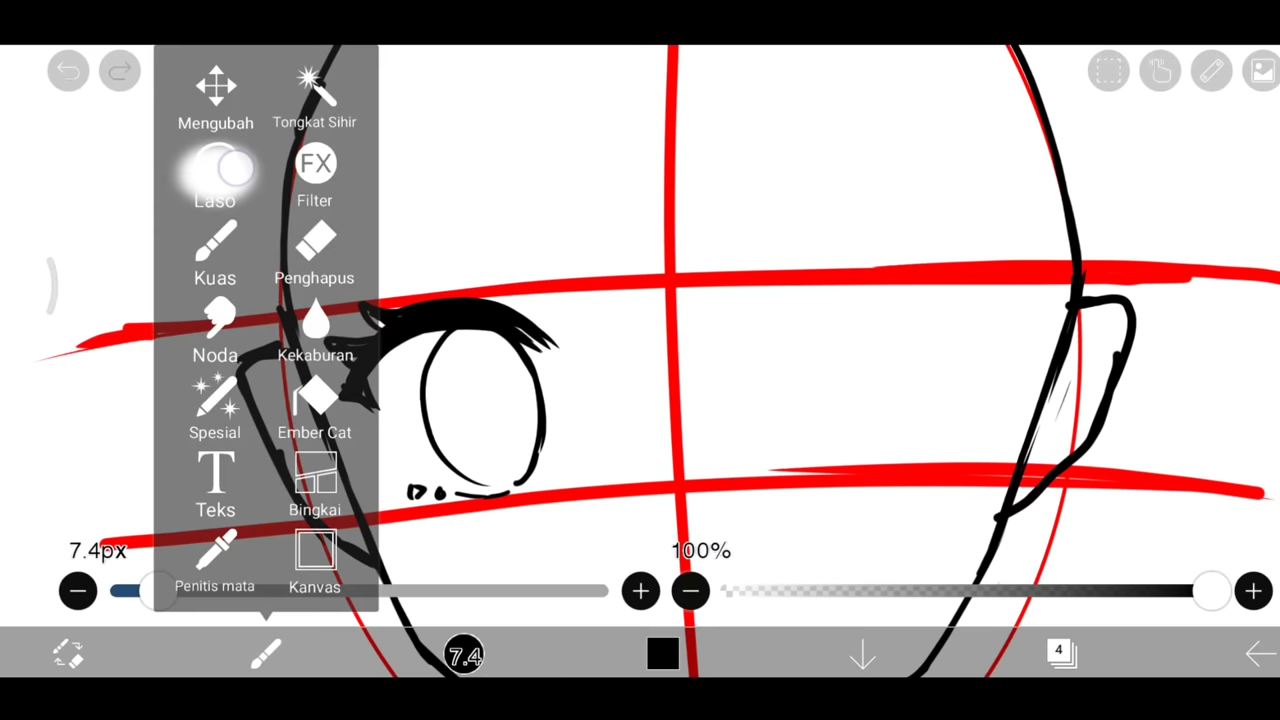 Mengubah
Tongkat Sihir
Laso
FX
Filter
Kuas
Penghapus
Noda
Kekaburan
Spesial
Ember Cat
T
Teks
Bingkai
Penitis mata
Kanvas
7.4px
100%
7.4
4